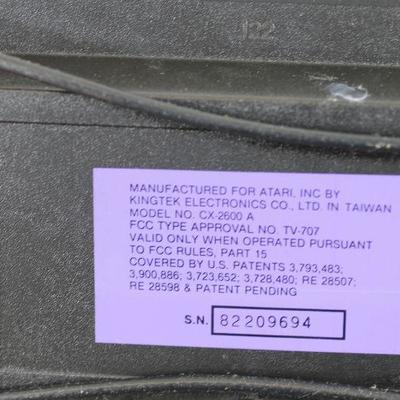 132
MANUFACTURED FOR ATARI, INC BY
KINGTEK ELECTRONICS CO., LTD. IN TAIWAN
MODEL NO. CX-2600 A
FCC TYPE APPROVAL NO. TV-707
VALID ONLY WHEN OPERATED PURSUANT
TO FCC RULES, PART 15
COVERED BY U.S. PATENTS 3,793,483;
3,900,886; 3,723,652; 3,728,480; RE 28507;
RE 28598 & PATENT PENDING
S.N. 82209694